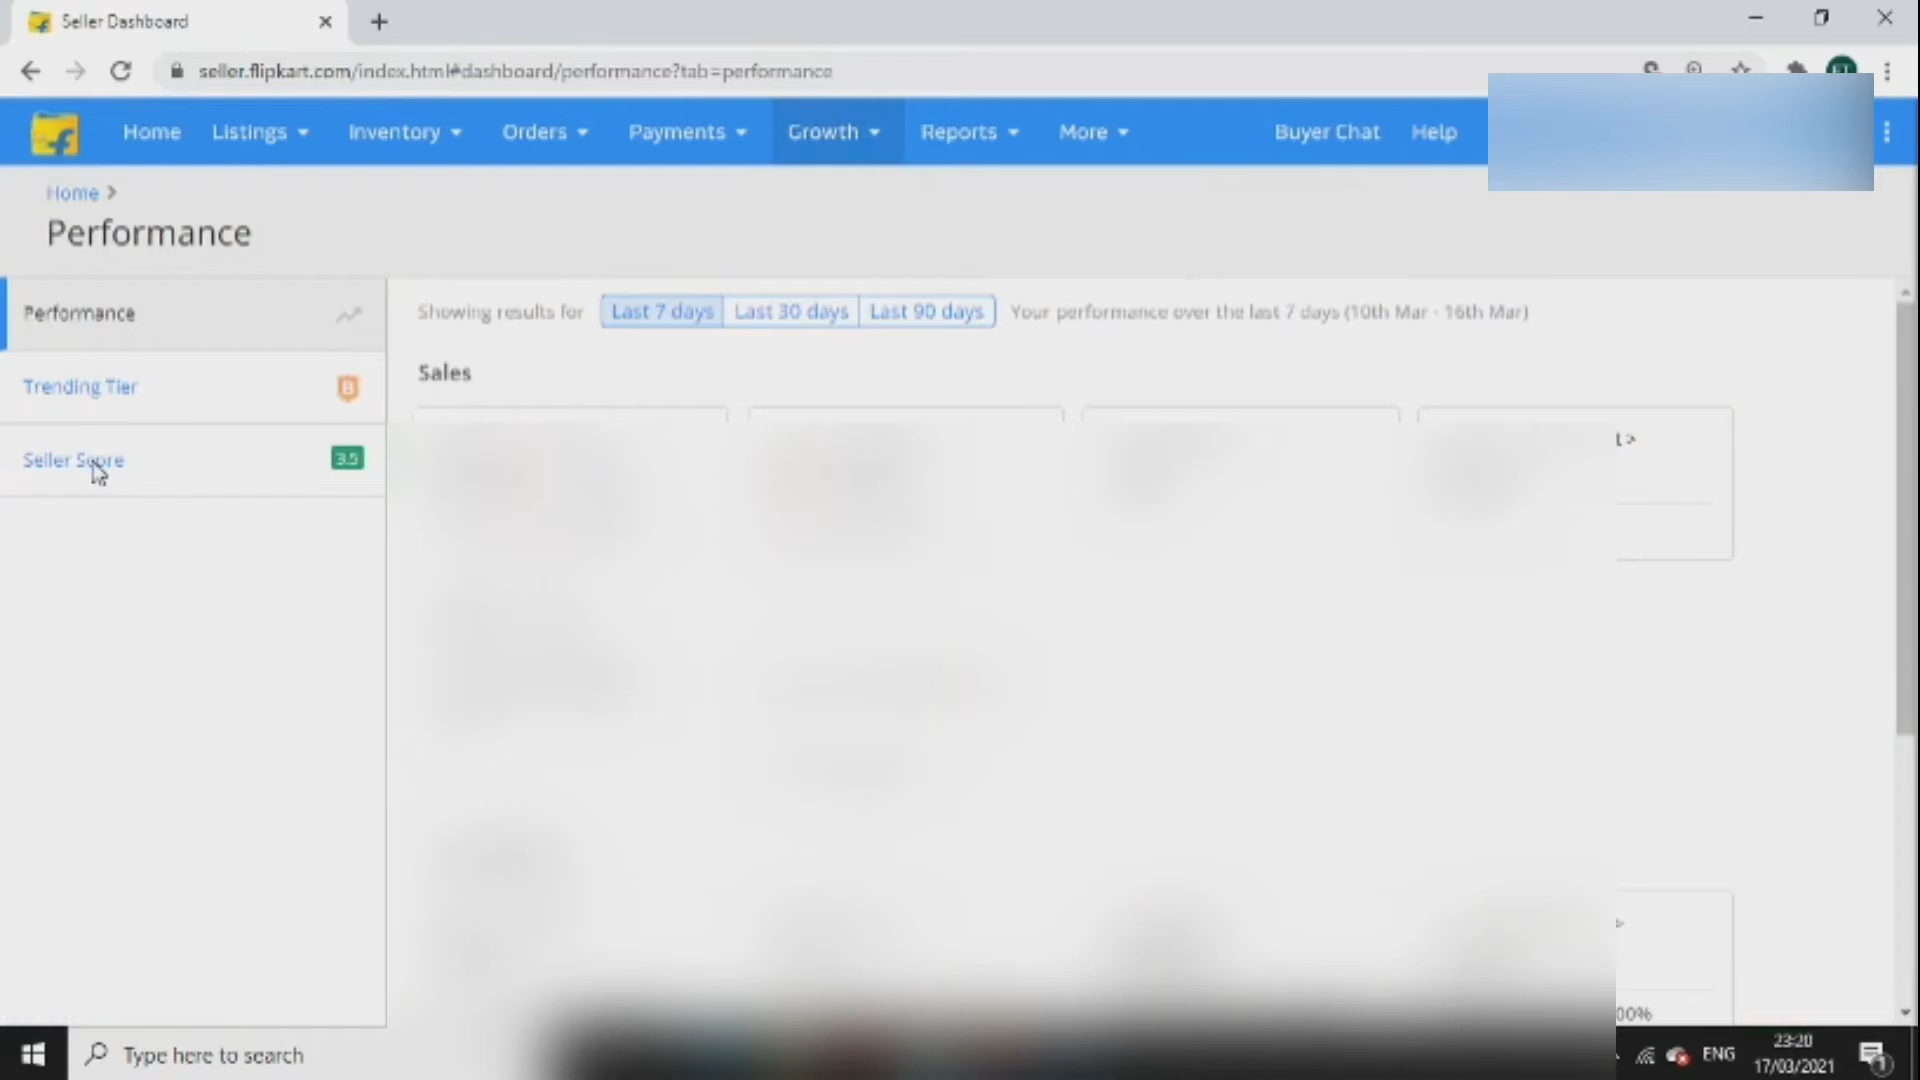 Seller Dashboard
seller.flipkart.com/index.html#dashboard/performance?tab=performance
Home Listings Inventory Orders Payments Growth Reports More Buyer Chat Help
Home >
Performance
Performance
Trending Tier B
Seller Score 3.5
Showing results for Last 7 days Last 30 days Last 90 days Your performance over the last 7 days (10th Mar - 16th Mar)
Sales
t >
>
00%
Type here to search
ENG
23:20
17/03/2021
1